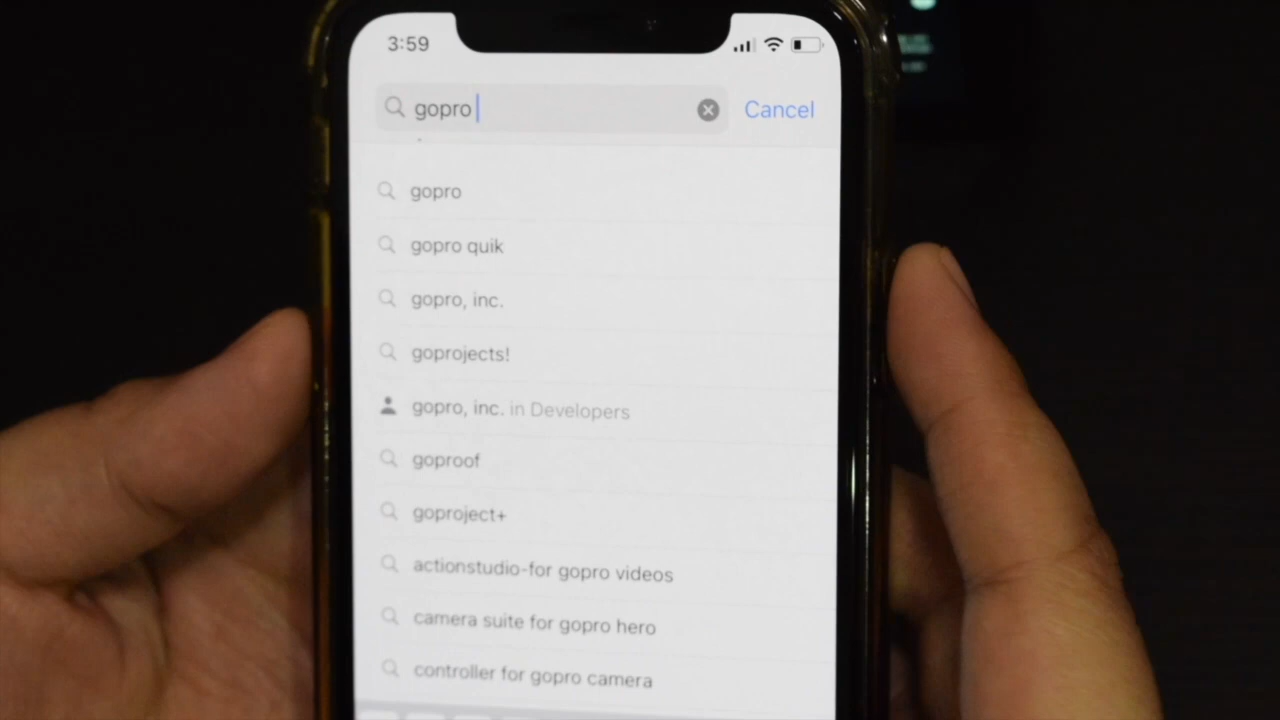 3:59
gopro
Cancel
gopro
gopro quik
gopro, inc.
goprojects!
gopro, inc. in Developers
goproof
goproject+
actionstudio-for gopro videos
camera suite for gopro hero
controller for gopro camera